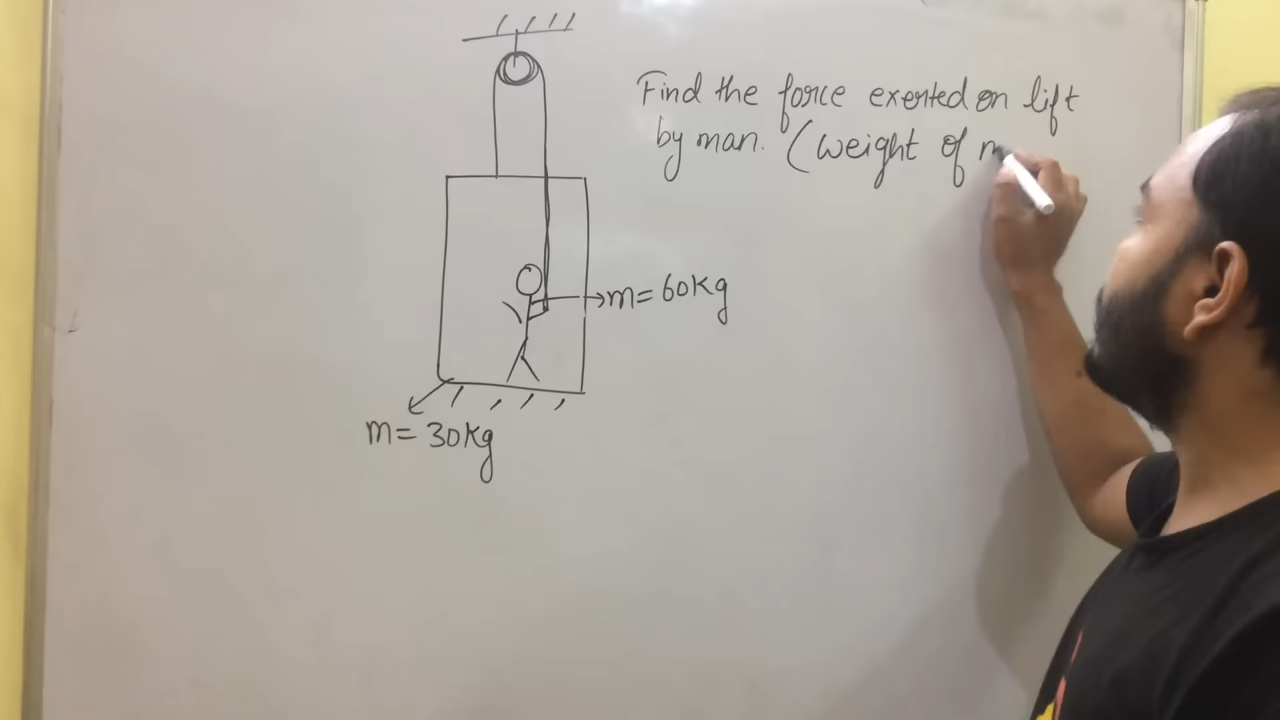 Find the force exerted on lift
by man. (weight of m
m= 60kg
m= 30kg